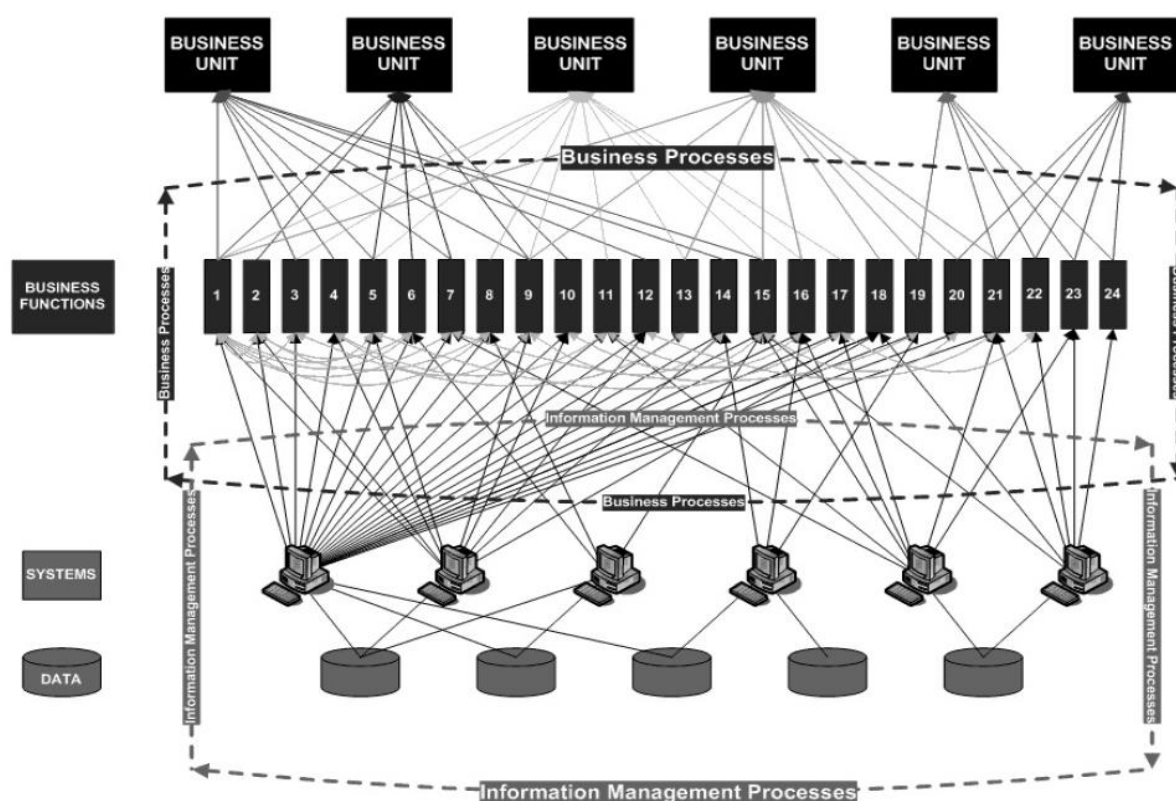 BUSINESS
UNIT
BUSINESS
UNIT
BUSINESS
UNIT
BUSINESS
UNIT
BUSINESS
UNIT
BUSINESS
UNIT
Business Processes
BUSINESS
FUNCTIONS
1
2
3
4
5
6
7
8
9
10
11
12
13
14
15
16
17
18
19
20
21
22
23
24
Business Processes
Information Management Processes
Business Processes
Information Management Processes
Information Management Processes
SYSTEMS
DATA
Information Management Processes